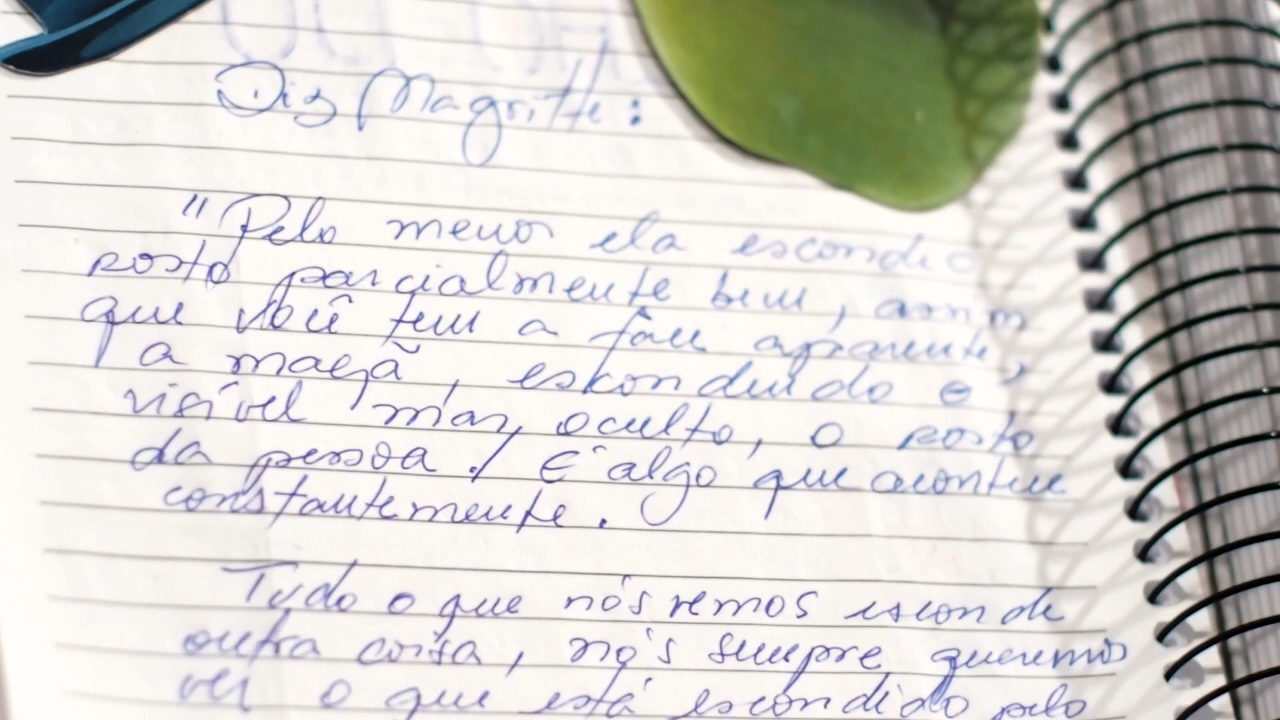 Diz Magritte:
"Pelo menos ela esconde o
rosto parcialmente bem, assim
que você tem a face aparente,
a maçã, eskondendo o
visível mas oculto, o rosto
da pessoa. É algo que acontece
constantemente.
Tudo o que nós vemos esconde
outra coisa, nós sempre queremos
ver o que está escondido pelo